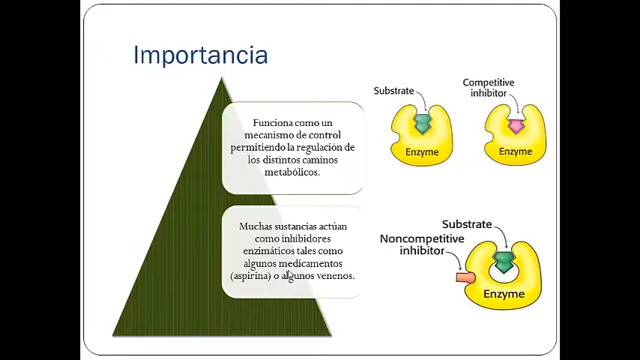 Importancia
Funciona como un
mecanismo de control
permitiendo la regulación de
los distintos caminos
metabólicos.
Muchas sustancias actúan
como inhibidores
enzimáticos tales como
algunos medicamentos
(aspirina) o algunos venenos.
Substrate
Enzyme
Competitive
inhibitor
Enzyme
Substrate
Noncompetitive
inhibitor
Enzyme